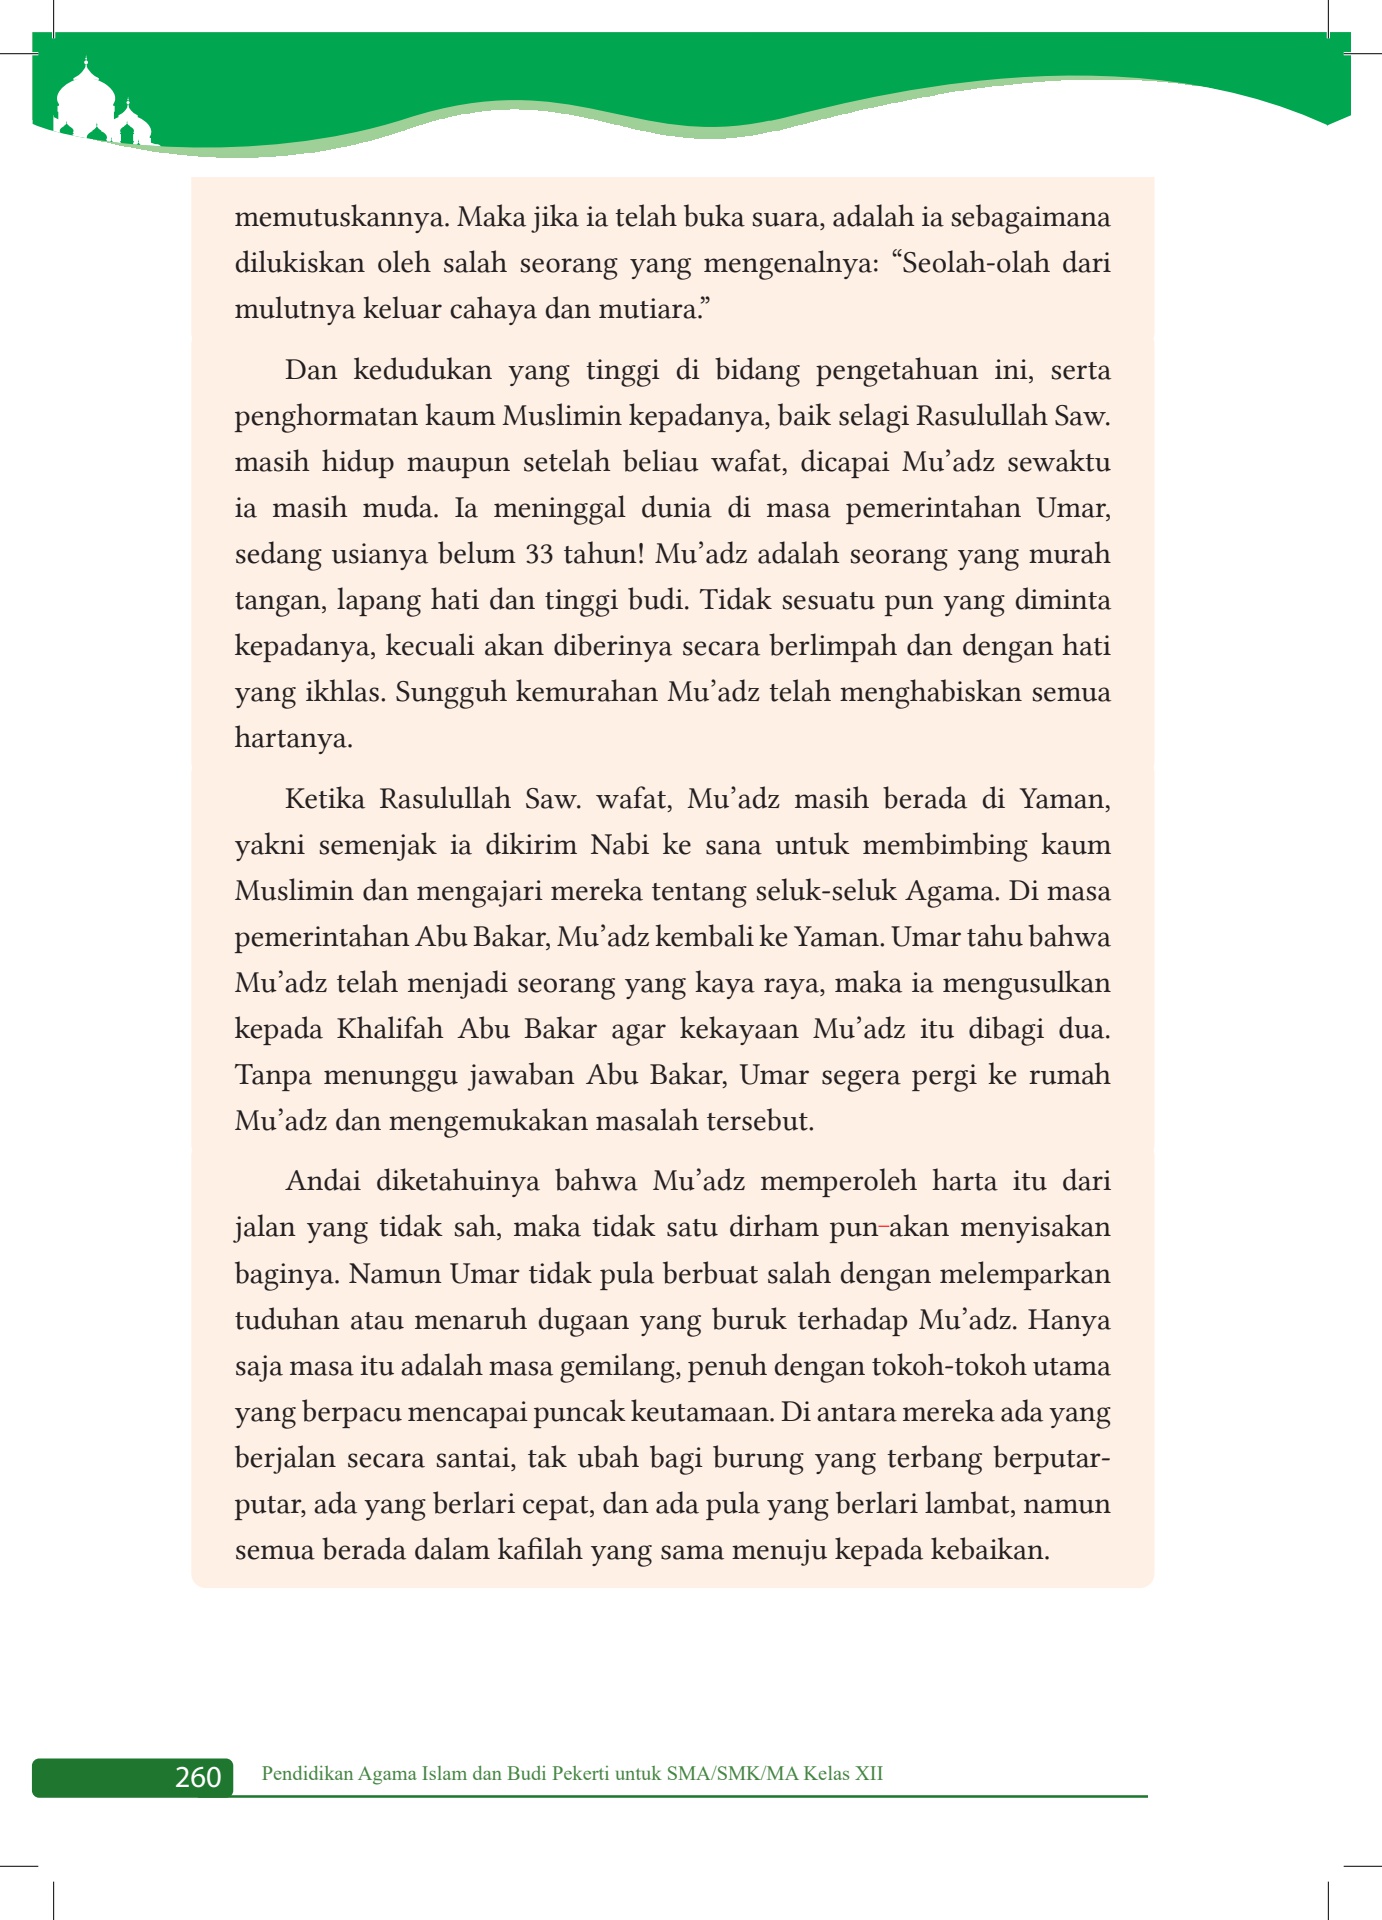 memutuskannya. Maka jika ia telah buka suara, adalah ia sebagaimana
dilukiskan oleh salah seorang yang mengenalnya: “Seolah-olah dari
mulutnya keluar cahaya dan mutiara.”
Dan kedudukan yang tinggi di bidang pengetahuan ini, serta
penghormatan kaum Muslimin kepadanya, baik selagi Rasulullah Saw.
masih hidup maupun setelah beliau wafat, dicapai Mu’adz sewaktu
ia masih muda. Ia meninggal dunia di masa pemerintahan Umar,
sedang usianya belum 33 tahun! Mu’adz adalah seorang yang murah
tangan, lapang hati dan tinggi budi. Tidak sesuatu pun yang diminta
kepadanya, kecuali akan diberinya secara berlimpah dan dengan hati
yang ikhlas. Sungguh kemurahan Mu’adz telah menghabiskan semua
hartanya.
Ketika Rasulullah Saw. wafat, Mu’adz masih berada di Yaman,
yakni semenjak ia dikirim Nabi ke sana untuk membimbing kaum
Muslimin dan mengajari mereka tentang seluk-seluk Agama. Di masa
pemerintahan Abu Bakar, Mu’adz kembali ke Yaman. Umar tahu bahwa
Mu’adz telah menjadi seorang yang kaya raya, maka ia mengusulkan
kepada Khalifah Abu Bakar agar kekayaan Mu’adz itu dibagi dua.
Tanpa menunggu jawaban Abu Bakar, Umar segera pergi ke rumah
Mu’adz dan mengemukakan masalah tersebut.
Andai diketahuinya bahwa Mu’adz memperoleh harta itu dari
jalan yang tidak sah, maka tidak satu dirham pun-akan menyisakan
baginya. Namun Umar tidak pula berbuat salah dengan melemparkan
tuduhan atau menaruh dugaan yang buruk terhadap Mu’adz. Hanya
saja masa itu adalah masa gemilang, penuh dengan tokoh-tokoh utama
yang berpacu mencapai puncak keutamaan. Di antara mereka ada yang
berjalan secara santai, tak ubah bagi burung yang terbang berputar-
putar, ada yang berlari cepat, dan ada pula yang berlari lambat, namun
semua berada dalam kafilah yang sama menuju kepada kebaikan.
260 Pendidikan Agama Islam dan Budi Pekerti untuk SMA/SMK/MA Kelas XII